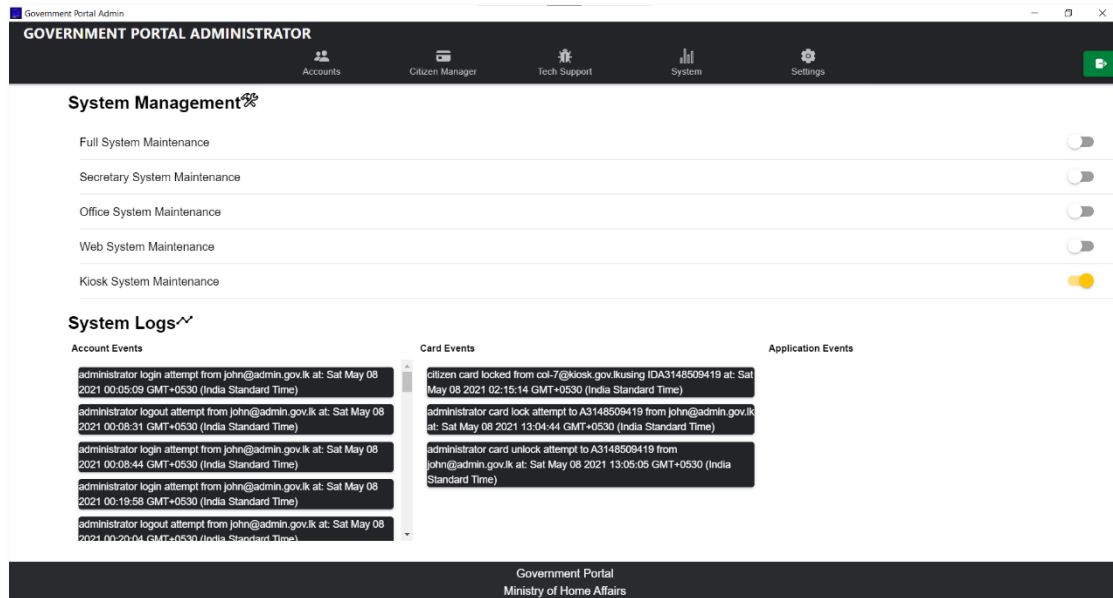 Government Portal Admin
GOVERNMENT PORTAL ADMINISTRATOR
Accounts
Citizen Manager
Tech Support
System
Settings
System Management
Full System Maintenance
Secretary System Maintenance
Office System Maintenance
Web System Maintenance
Kiosk System Maintenance
System Logs
Account Events
administrator login attempt from john@admin.gov.lk at: Sat May 08
2021 00:05:09 GMT+0530 (India Standard Time)
administrator logout attempt from john@admin.gov.lk at: Sat May 08
2021 00:08:31 GMT+0530 (India Standard Time)
administrator login attempt from john@admin.gov.lk at: Sat May 08
2021 00:08:44 GMT+0530 (India Standard Time)
administrator login attempt from john@admin.gov.lk at: Sat May 08
2021 00:19:58 GMT+0530 (India Standard Time)
administrator logout attempt from john@admin.gov.lk at: Sat May 08
2021 00:20:04 GMT+0530 (India Standard Time)
Card Events
citizen card locked from col-7@kiosk.gov.lkusing IDA3148509419 at: Sat
May 08 2021 02:15:14 GMT+0530 (India Standard Time)
administrator card lock attempt to A3148509419 from john@admin.gov.lk
at: Sat May 08 2021 13:04:44 GMT+0530 (India Standard Time)
administrator card unlock attempt to A3148509419 from
john@admin.gov.lk at: Sat May 08 2021 13:05:05 GMT+0530 (India
Standard Time)
Application Events
Government Portal
Ministry of Home Affairs